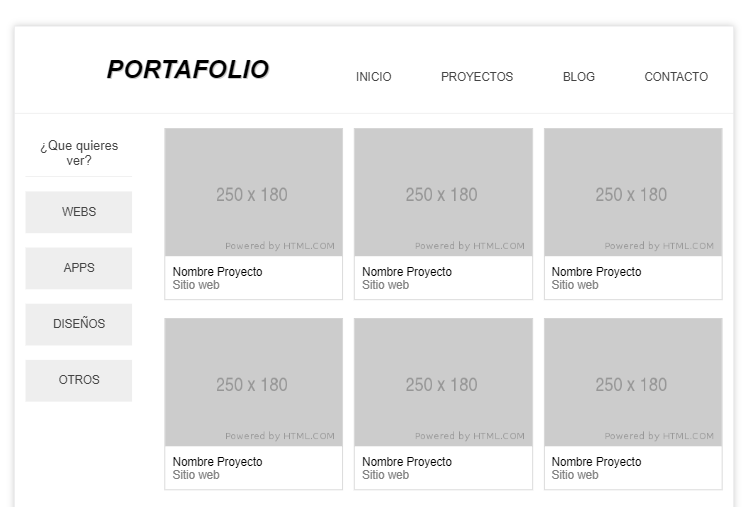 PORTAFOLIO
INICIO PROYECTOS BLOG CONTACTO
¿Que quieres
ver?
WEBS
APPS
DISEÑOS
OTROS
250 x 180 250 x 180 250 x 180
Powered by HTML.COM Powered by HTML.COM Powered by HTML.COM
Nombre Proyecto Nombre Proyecto Nombre Proyecto
Sitio web Sitio web Sitio web
250 x 180 250 x 180 250 x 180
Powered by HTML.COM Powered by HTML.COM Powered by HTML.COM
Nombre Proyecto Nombre Proyecto Nombre Proyecto
Sitio web Sitio web Sitio web